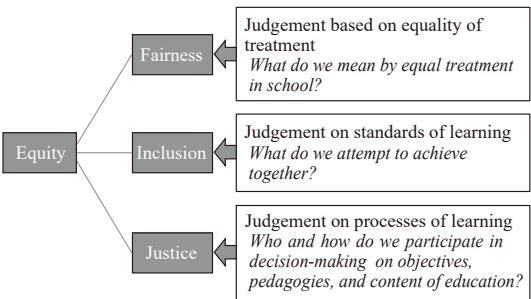 Fairness
Judgement based on equality of
treatment
What do we mean by equal treatment
in school?
Equity
Inclusion
Judgement on standards of learning
What do we attempt to achieve
together?
Justice
Judgement on processes of learning
Who and how do we participate in
decision-making on objectives,
pedagogies, and content of education?